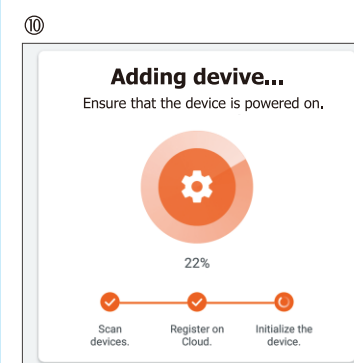 ⑩
Adding devive...
Ensure that the device is powered on.
22%
Scan devices.
Register on Cloud.
Initialize the device.